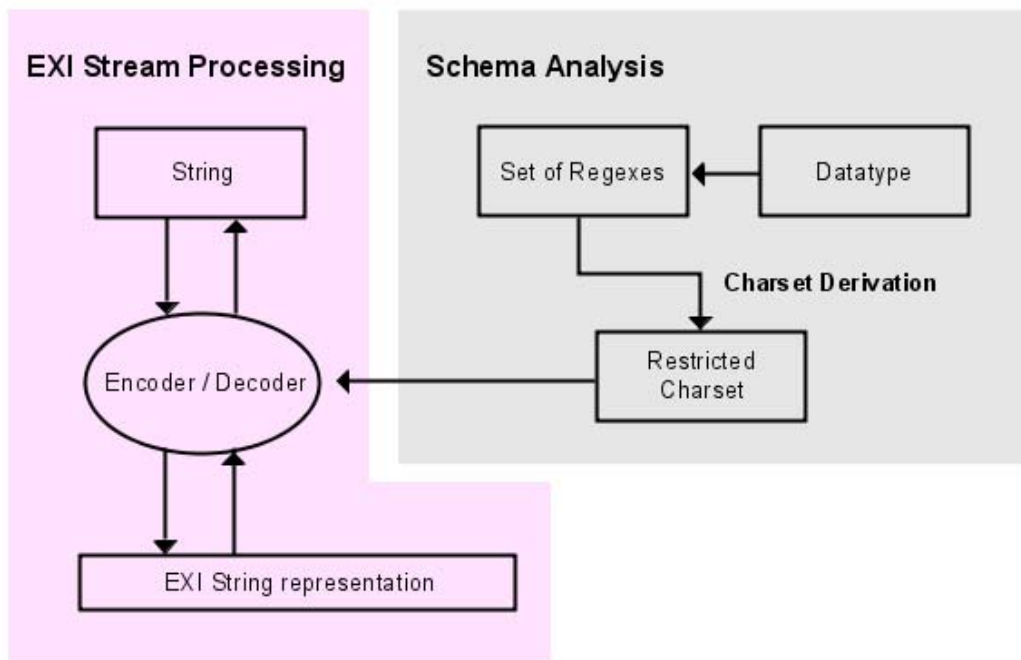 EXI Stream Processing
String
Encoder / Decoder
EXI String representation
Schema Analysis
Set of Regexes
Datatype
Charset Derivation
Restricted
Charset